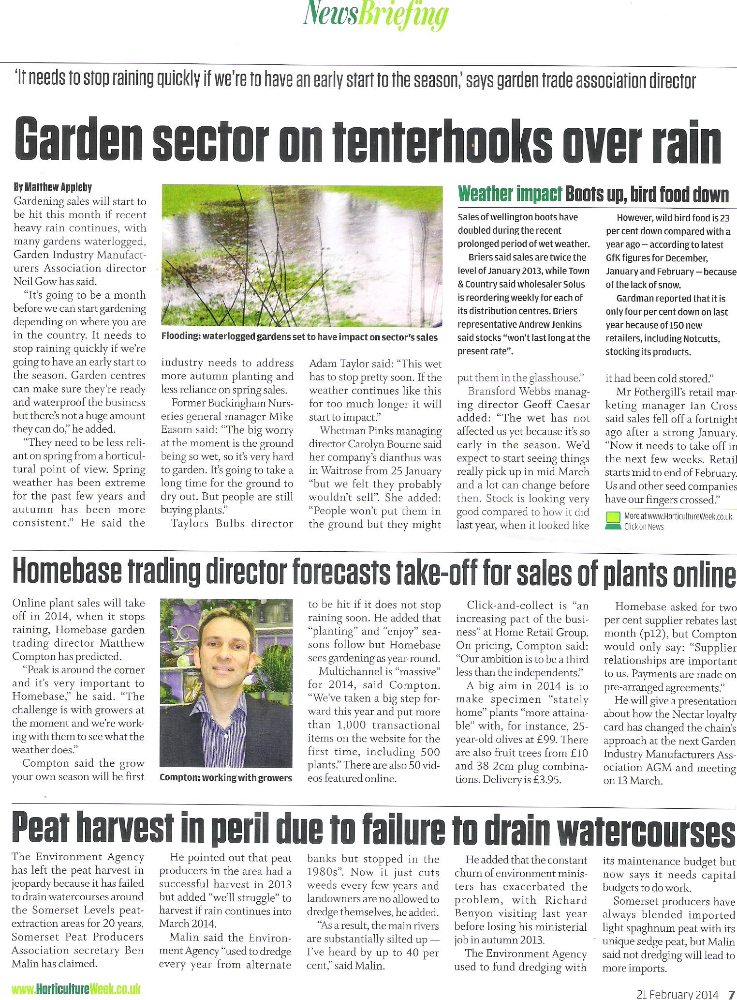 NewsBriefing
‘It needs to stop raining quickly if we’re to have an early start to the season,’ says garden trade association director
Garden sector on tenterhooks over rain
By Matthew Appleby
Gardening sales will start to
be hit this month if recent
heavy rain continues, with
many gardens waterlogged,
Garden Industry Manufact-
urers Association director
Neil Gow has said.
“It’s going to be a month
before we can start gardening
depending on where you are
in the country. It needs to
stop raining quickly if we’re
going to have an early start to
the season. Garden centres
can make sure they’re ready
and waterproof the business
but there’s not a huge amount
they can do,” he added.
“They need to be less reli-
ant on spring from a horticul-
tural point of view. Spring
weather has been extreme
for the past few years and
autumn has been more
consistent.” He said the
Flooding: waterlogged gardens set to have impact on sector’s sales
industry needs to address
more autumn planting and
less reliance on spring sales.
Former Buckingham Nurs-
eries general manager Mike
Easom said: “The big worry
at the moment is the ground
being so wet, so it’s very hard
to garden. It’s going to take a
long time for the ground to
dry out. But people are still
buying plants.”
Taylors Bulbs director
Adam Taylor said: “This wet
has to stop pretty soon. If the
weather continues like this
for too much longer it will
start to impact.”
Whetman Pinks managing
director Carolyn Bourne said
her company’s dianthus was
in Waitrose from 25 January
“but we felt they probably
wouldn’t sell”. She added:
“People won’t put them in
the ground but they might
put them in the glasshouse.”
Bransford Webbs manag-
ing director Geoff Caesar
added: “The wet has not
affected us yet because it’s so
early in the season. We’d
expect to start seeing things
really pick up in mid March
and a lot can change before
then. Stock is looking very
good compared to how it did
last year, when it looked like
it had been cold stored.”
Mr Fothergill’s retail mar-
keting manager Ian Cross
said sales fell off a fortnight
ago after a strong January.
“Now it needs to take off in
the next few weeks. Retail
starts mid to end of February.
Us and other seed companies
have our fingers crossed.”
More at www.HorticultureWeek.co.uk
Click on News
Weather impact Boots up, bird food down
Sales of wellington boots have
doubled during the recent
prolonged period of wet weather.
Briers said sales are twice the
level of January 2013, while Town
& Country said wholesaler Solus
is reordering weekly for each of
its distribution centres. Briers
representative Andrew Jenkins
said stocks “won’t last long at the
present rate”.
However, wild bird food is 23
per cent down compared with a
year ago – according to latest
GfK figures for December,
January and February – because
of the lack of snow.
Gardman reported that it is
only four per cent down on last
year because of 150 new
retailers, including Notcutts,
stocking its products.
Homebase trading director forecasts take-off for sales of plants online
Online plant sales will take
off in 2014, when it stops
raining, Homebase garden
trading director Matthew
Compton has predicted.
“Peak is around the corner
and it’s very important to
Homebase,” he said. “The
challenge is with growers at
the moment and we’re work-
ing with them to see what the
weather does.”
Compton said the grow
your own season will be first
Compton: working with growers
to be hit if it does not stop
raining soon. He added that
“planting” and “enjoy” sea-
sons follow but Homebase
sees gardening as year-round.
Multichannel is “massive”
for 2014, said Compton.
“We’ve taken a big step for-
ward this year and put more
than 1,000 transactional
items on the website for the
first time, including 500
plants.” There are also 50 vid-
eos featured online.
Click-and-collect is “an
increasing part of the busi-
ness” at Home Retail Group.
On pricing, Compton said:
“Our ambition is to be a third
less than the independents.”
A big aim in 2014 is to
make specimen “stately
home” plants “more attaina-
ble” with, for instance, 25-
year-old olives at £99. There
are also fruit trees from £10
and 38 2cm plug combina-
tions. Delivery is £3.95.
Homebase asked for two
per cent supplier rebates last
month (p12), but Compton
would only say: “Supplier
relationships are important
to us. Payments are made on
pre-arranged agreements.”
He will give a presentation
about how the Nectar loyalty
card has changed the chain’s
approach at the next Garden
Industry Manufacturers Ass-
ociation AGM and meeting
on 13 March.
Peat harvest in peril due to failure to drain watercourses
The Environment Agency
has left the peat harvest in
jeopardy because it has failed
to drain watercourses around
the Somerset Levels peat-
extraction areas for 20 years,
Somerset Peat Producers
Association secretary Ben
Malin has claimed.
He pointed out that peat
producers in the area had a
successful harvest in 2013
but added “we’ll struggle” to
harvest if rain continues into
March 2014.
Malin said the Environ-
ment Agency “used to dredge
every year from alternate
banks but stopped in the
1980s”. Now it just cuts
weeds every few years and
landowners are no allowed to
dredge themselves, he added.
“As a result, the main rivers
are substantially silted up —
I’ve heard by up to 40 per
cent,” said Malin.
He added that the constant
churn of environment minis-
ters has exacerbated the
problem, with Richard
Benyon visiting last year
before losing his ministerial
job in autumn 2013.
The Environment Agency
used to fund dredging with
its maintenance budget but
now says it needs capital
budgets to do work.
Somerset producers have
always blended imported
light spaghnum peat with its
unique sedge peat, but Malin
said not dredging will lead to
more imports.
www.HorticultureWeek.co.uk
21 February 2014 7